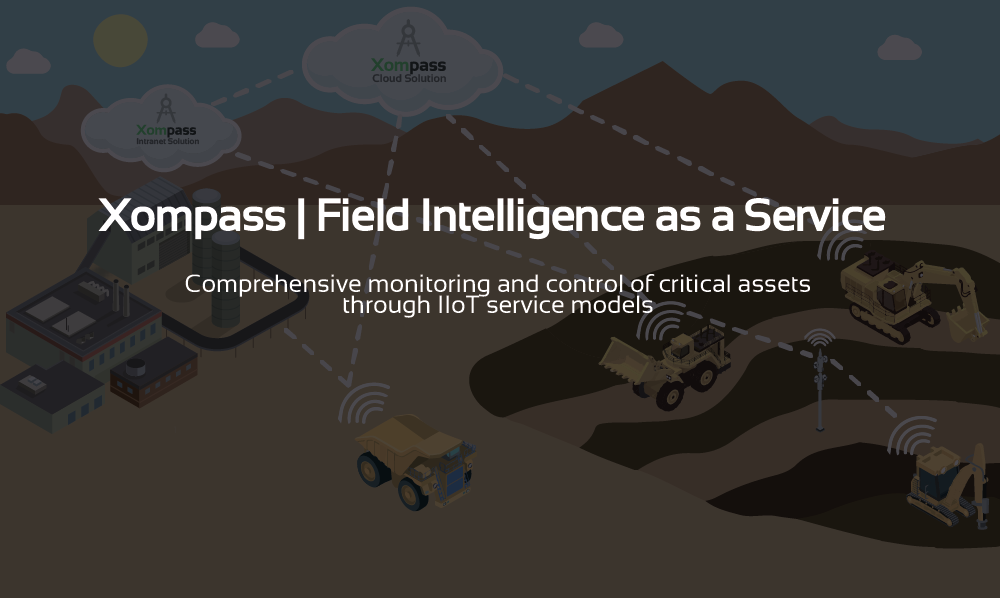 Xompass
Cloud Solution
Xompass
Intranet Solution
Xompass | Field Intelligence as a Service
Comprehensive monitoring and control of critical assets
through IIoT service models